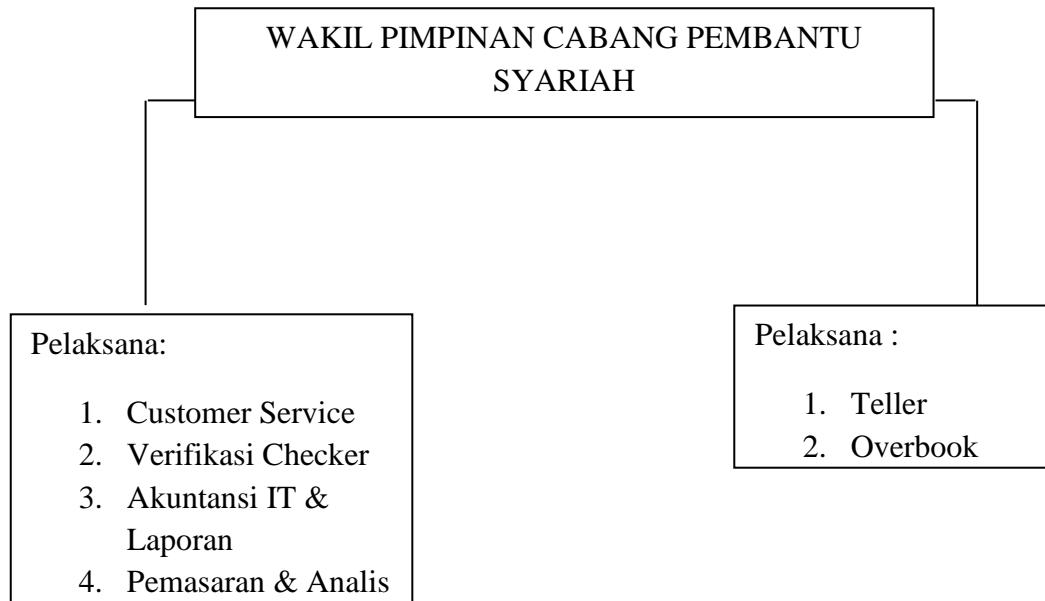 WAKIL PIMPINAN CABANG PEMBANTU
SYARIAH
Pelaksana:
1. Customer Service
2. Verifikasi Checker
3. Akuntansi IT &
Laporan
4. Pemasaran & Analis
Pelaksana :
1. Teller
2. Overbook